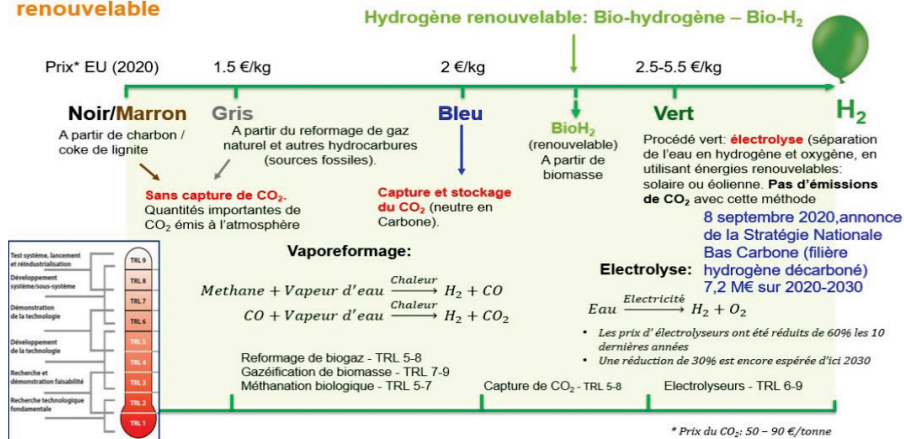 renouvelable
Hydrogène renouvelable: Bio-hydrogène – Bio-H₂
Prix* EU (2020)
1.5 €/kg
2 €/kg
2.5-5.5 €/kg
Noir/Marron
Gris
Bleu
BioH₂
Vert
H₂
A partir de charbon /
coke de lignite
A partir du reformage de gaz
naturel et autres hydrocarbures
(sources fossiles).
(renouvelable)
A partir de
biomasse
Procédé vert: électrolyse (séparation
de l'eau en hydrogène et oxygène, en
utilisant énergies renouvelables:
solaire ou éolienne. Pas d'émissions
de CO₂ avec cette méthode
Sans capture de CO₂.
Quantités importantes de
CO₂ émis à l'atmosphère
Capture et stockage
du CO₂ (neutre en
Carbone).
8 septembre 2020,annonce
de la Stratégie Nationale
Bas Carbone (filière
hydrogène décarboné)
7,2 M€ sur 2020-2030
Vaporeformage:
Chaleur
Methane + Vapeur d'eau → H₂ + CO
Chaleur
CO + Vapeur d'eau → H₂ + CO₂
Electrolyse:
Electricité
Eau → H₂ + O₂
• Les prix d' électrolyseurs ont été réduits de 60% les 10
dernières années
• Une réduction de 30% est encore espérée d'ici 2030
Reformage de biogaz - TRL 5-8
Gazéification de biomasse - TRL 7-9
Méthanation biologique - TRL 5-7
Capture de CO₂ - TRL 5-8
Electrolyseurs - TRL 6-9
* Prix du CO₂: 50 – 90 €/tonne
Test système, lancement
et réindustrialisation
Développement
système/sous-système
Démonstration
de la technologie
Développement
de la technologie
Recherche et
démonstration faisabilité
Recherche technologique
fondamentale
TRL 9
TRL 8
TRL 7
TRL 6
TRL 5
TRL 4
TRL 3
TRL 2
TRL 1